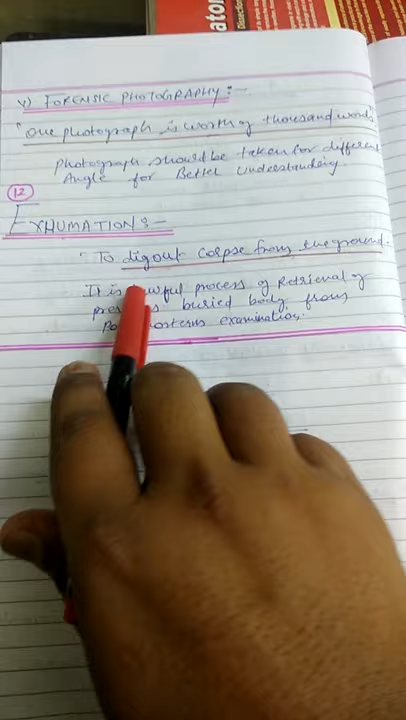 v) FORENSIC PHOTOGRAPHY :-
"One photograph is worth of thousand words"
Photograph should be taken for different
Angle for Better Understanding.
12
EXHUMATION :-
"To digout corpse from the ground.
It is process of Retrieval of
buried body from
examination.